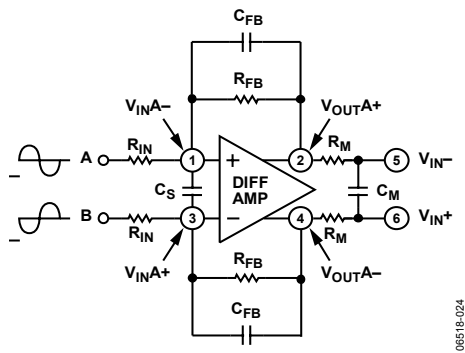 CFB
RFB
VINA–
VOUTA+
RIN
RM
A
1
+
2
5
VIN–
CS
DIFF
AMP
CM
B
3
–
4
6
VIN+
RIN
RM
VINA+
VOUTA–
RFB
CFB
06518-024